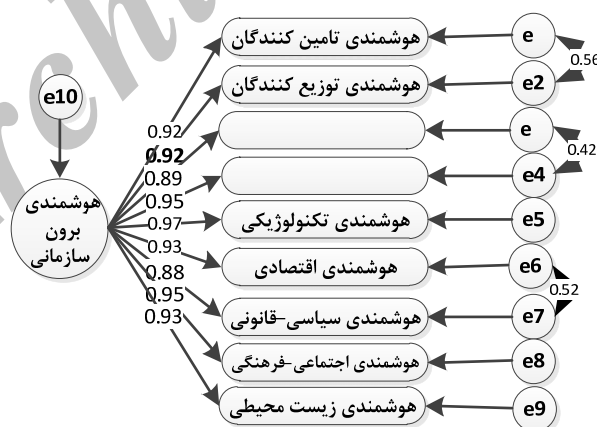 هوشمندی تامین کنندگان
e
0.56
هوشمندی توزیع کنندگان
e2
e10
e
0.42
e4
0.92
0.92
0.89
0.95
0.97
0.93
0.88
0.95
0.93
هوشمندی
برون
سازمانی
هوشمندی تکنولوژیکی
e5
هوشمندی اقتصادی
e6
0.52
هوشمندی سیاسی-قانونی
e7
هوشمندی اجتماعی-فرهنگی
e8
هوشمندی زیست محیطی
e9